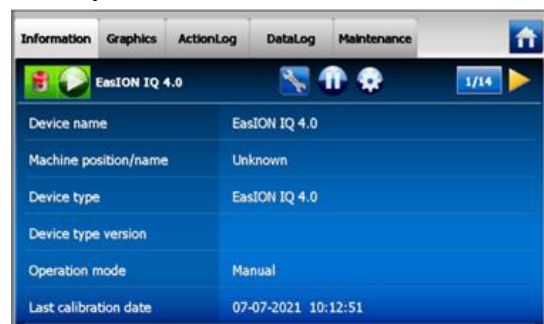 Information Graphics ActionLog DataLog Maintenance
EasION IQ 4.0 1/14
Device name EasION IQ 4.0
Machine position/name Unknown
Device type EasION IQ 4.0
Device type version
Operation mode Manual
Last calibration date 07-07-2021 10:12:51